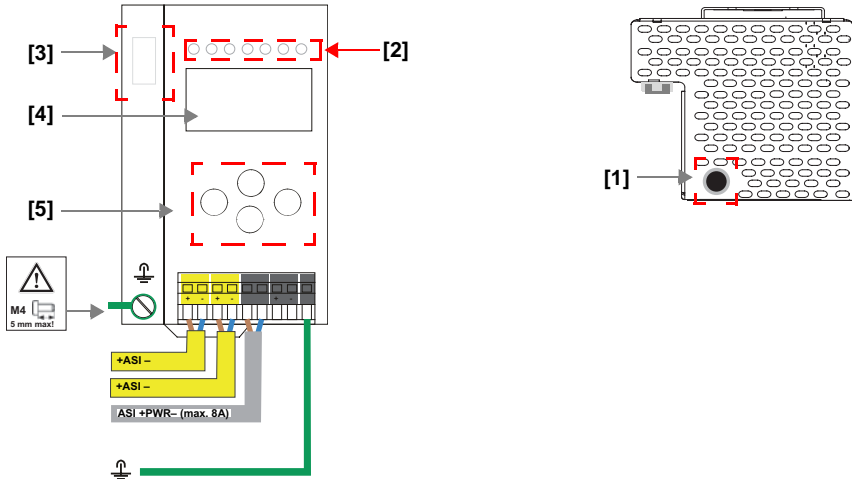 [3]
[2]
[4]
[1]
[5]
M4
5 mm max!
+ - + - + -
+ASI –
+ASI –
ASI +PWR– (max. 8A)